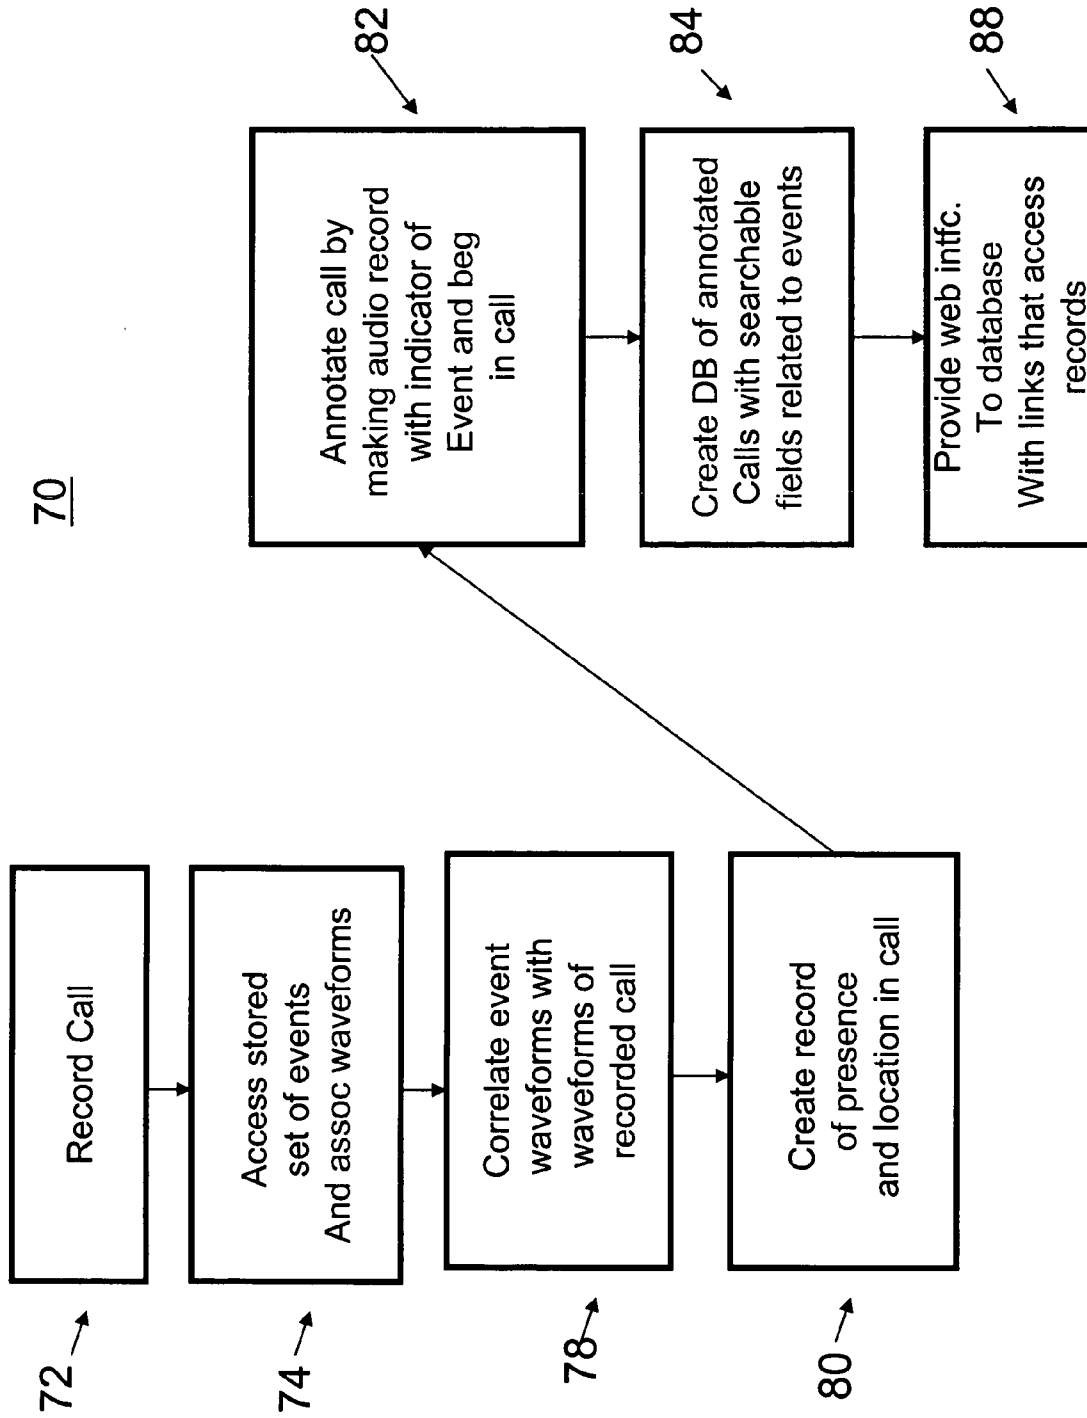 70
72
Record Call
74
Access stored
set of events
And assoc waveforms
78
Correlate event
waveforms with
waveforms of
recorded call
80
Create record
of presence
and location in call
82
Annotate call by
making audio record
with indicator of
Event and beg
in call
84
Create DB of annotated
Calls with searchable
fields related to events
88
Provide web intfc.
To database
With links that access
records